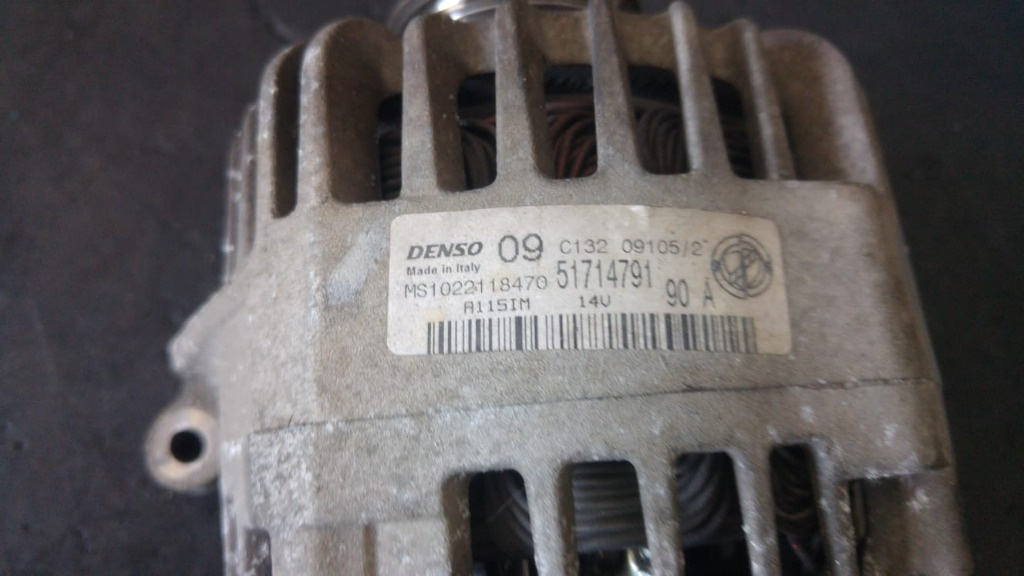 DENSO 09 C132 09105/2
Made in Italy
MS1022118470 51714791 90 A
A115IM 14V